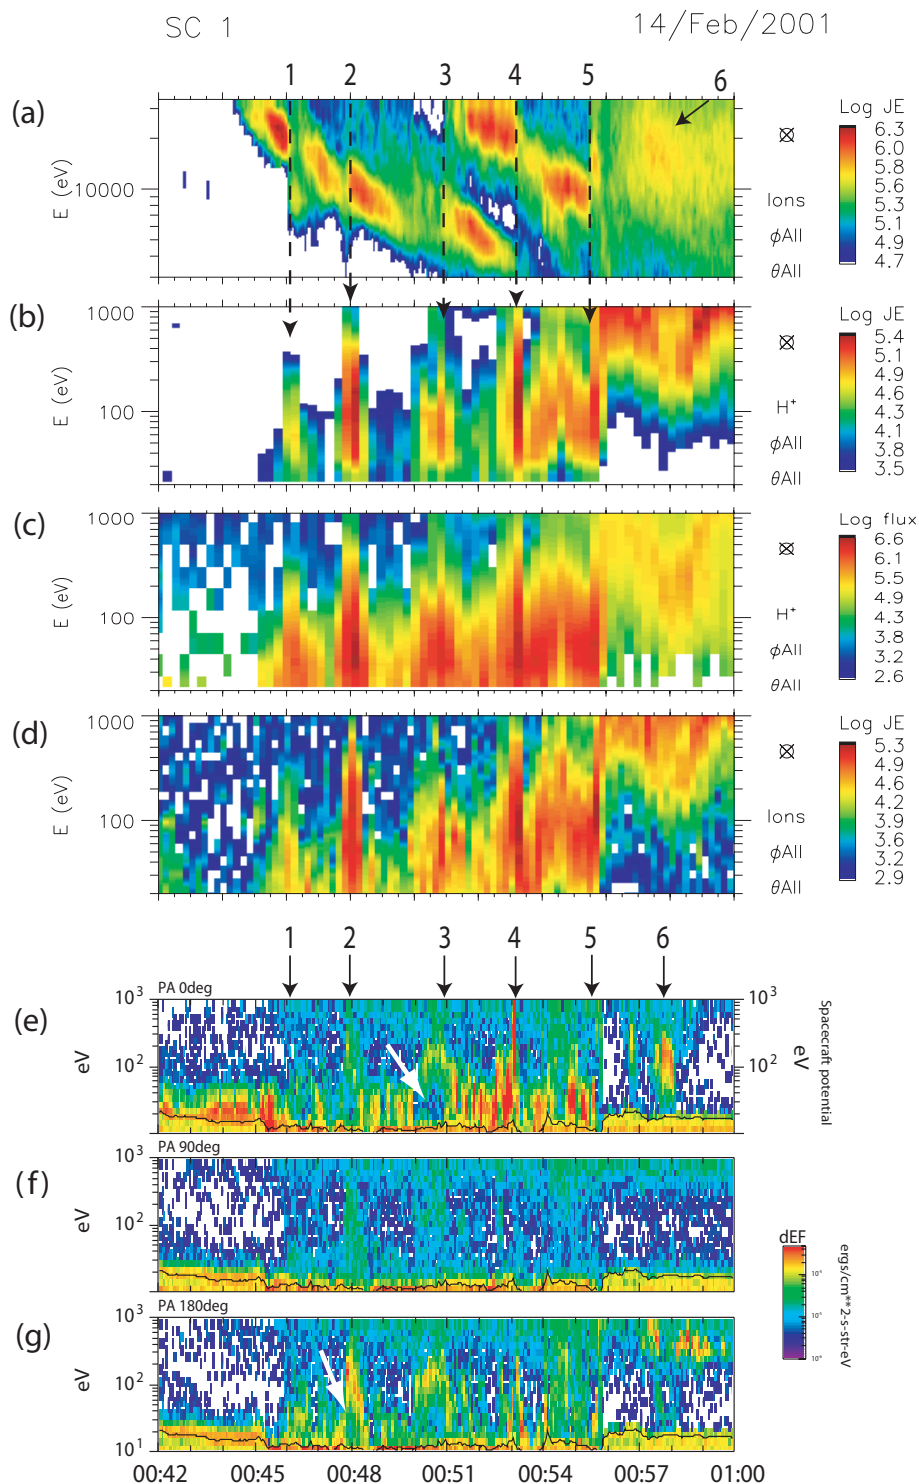 SC 1 14/Feb/2001
1 2 3 4 5 6
(a)
E (eV)
10000
Ions
ϕAll
θAll
Log JE
6.3
6.0
5.8
5.6
5.4
5.1
4.9
4.7
(b)
E (eV)
1000
100
H+
ϕAll
θAll
Log JE
5.4
5.1
4.9
4.6
4.3
4.1
3.8
3.5
(c)
E (eV)
1000
100
H+
ϕAll
θAll
Log flux
6.6
6.0
5.5
4.9
4.3
3.8
3.2
2.6
(d)
E (eV)
1000
100
Ions
ϕAll
θAll
Log JE
5.3
4.9
4.6
4.2
3.9
3.6
3.2
2.9
1 2 3 4 5 6
(e)
PA 0deg
eV
10³
10²
10³
10²
eV
Spacecraft potential
(f)
PA 90deg
eV
10³
10²
dEF
ergs/cm**2-s-str-eV
(g)
PA 180deg
eV
10³
10²
10¹
00:42 00:45 00:48 00:51 00:54 00:57 01:00